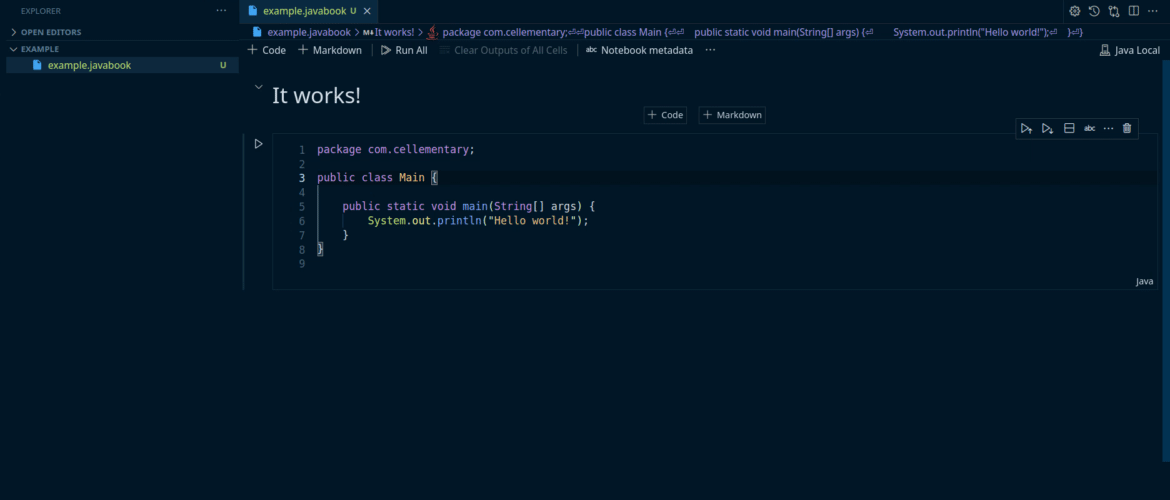 EXPLORER ...
OPEN EDITORS
EXAMPLE
example.javabook U
example.javabook U
example.javabook > M↓ It works! > package com.cellementary;⏎⏎public class Main {⏎⏎    public static void main(String[] args) {⏎        System.out.println("Hello world!");⏎    }⏎}
+ Code + Markdown Run All Clear Outputs of All Cells abc Notebook metadata ... Java Local
It works!
+ Code + Markdown
abc ...
1 package com.cellementary;
2
3 public class Main {
4
5     public static void main(String[] args) {
6         System.out.println("Hello world!");
7     }
8 }
9
Java